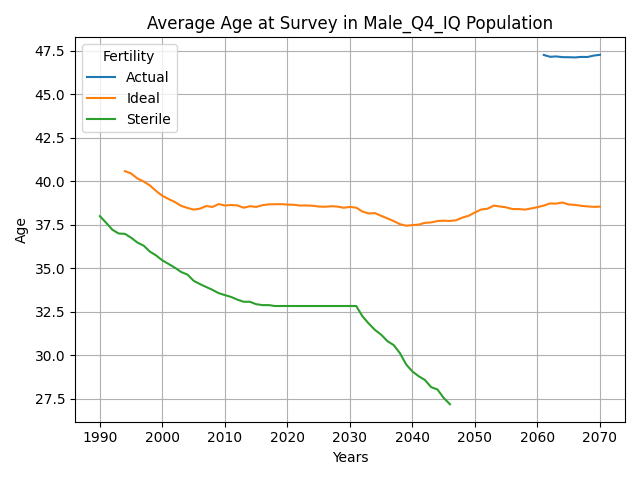 Average Age at Survey in Male_Q4_IQ Population
Fertility
Actual
Ideal
Sterile
47.5
45.0
42.5
40.0
37.5
35.0
32.5
30.0
27.5
Age
1990 2000 2010 2020 2030 2040 2050 2060 2070
Years